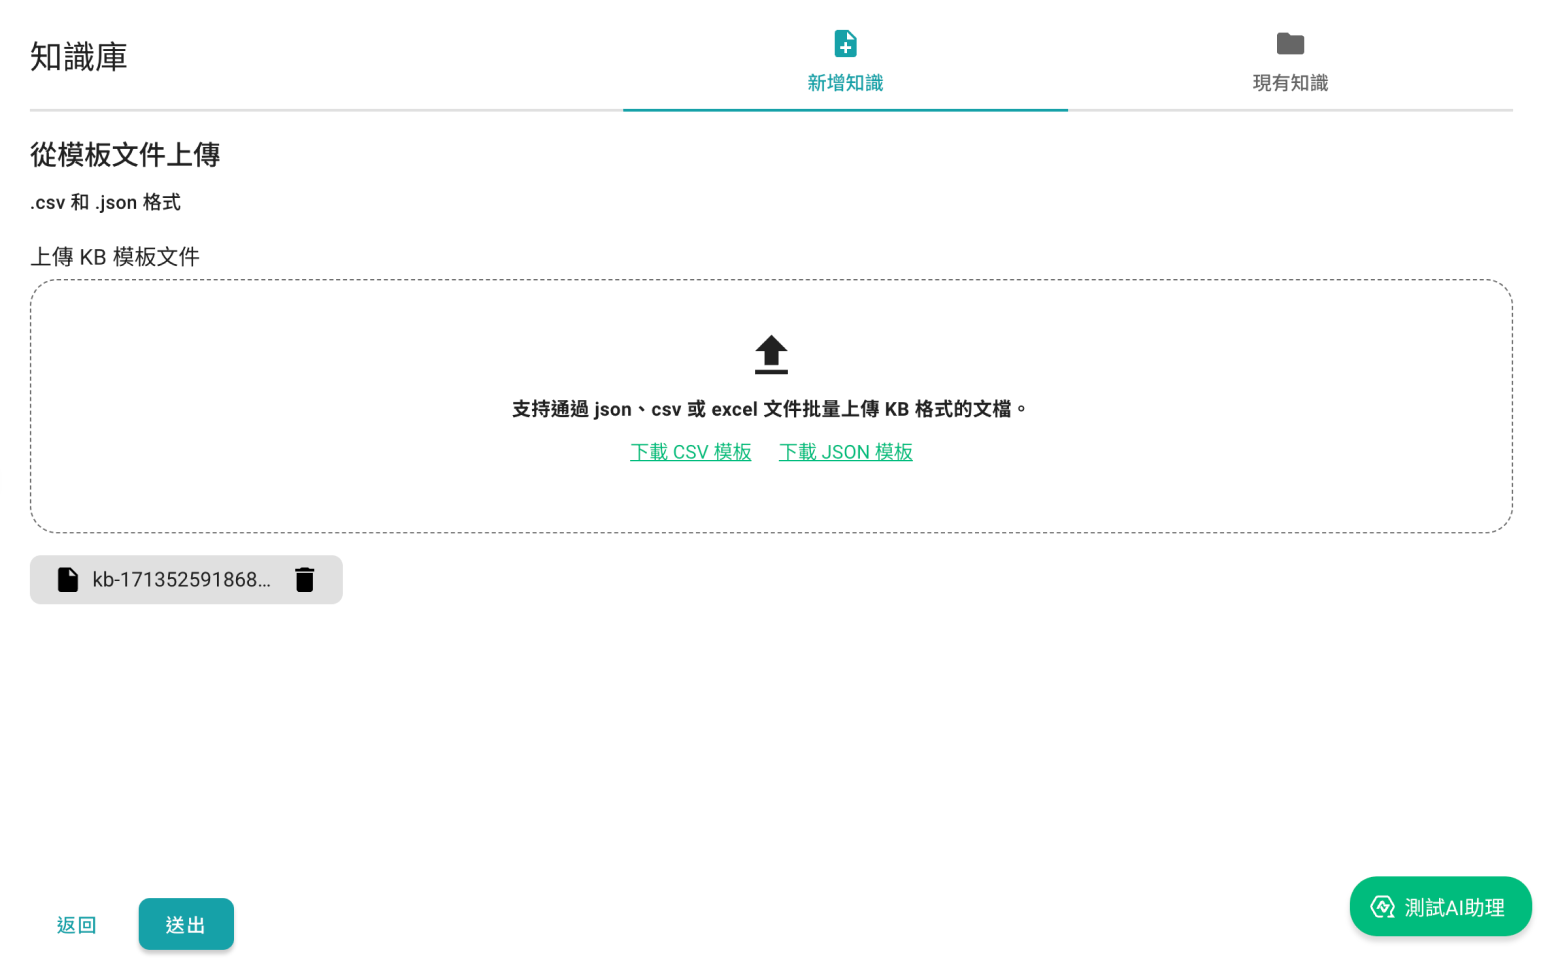 知識庫
新增知識
現有知識
從模板文件上傳
.csv 和 .json 格式
上傳 KB 模板文件
支持通過 json、csv 或 excel 文件批量上傳 KB 格式的文檔。
下載 CSV 模板
下載 JSON 模板
kb-171352591868...
返回
送出
測試AI助理